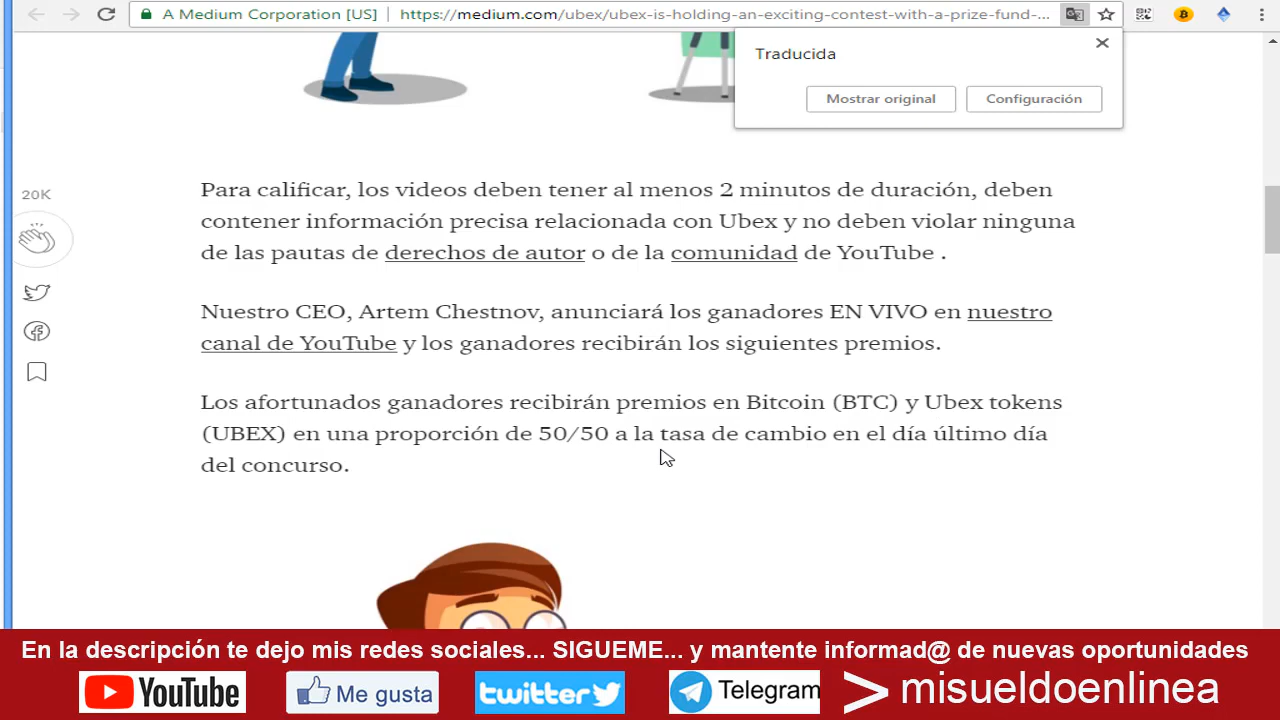 A Medium Corporation [US] https://medium.com/ubex/ubex-is-holding-an-exciting-contest-with-a-prize-fund-...
Traducida
Mostrar original Configuración
Para calificar, los videos deben tener al menos 2 minutos de duración, deben
contener información precisa relacionada con Ubex y no deben violar ninguna
de las pautas de derechos de autor o de la comunidad de YouTube .
20K
Nuestro CEO, Artem Chestnov, anunciará los ganadores EN VIVO en nuestro
canal de YouTube y los ganadores recibirán los siguientes premios.
Los afortunados ganadores recibirán premios en Bitcoin (BTC) y Ubex tokens
(UBEX) en una proporción de 50/50 a la tasa de cambio en el día último día
del concurso.
En la descripción te dejo mis redes sociales... SIGUEME... y mantente informad@ de nuevas oportunidades
YouTube Me gusta twitter Telegram > misueldoenlinea